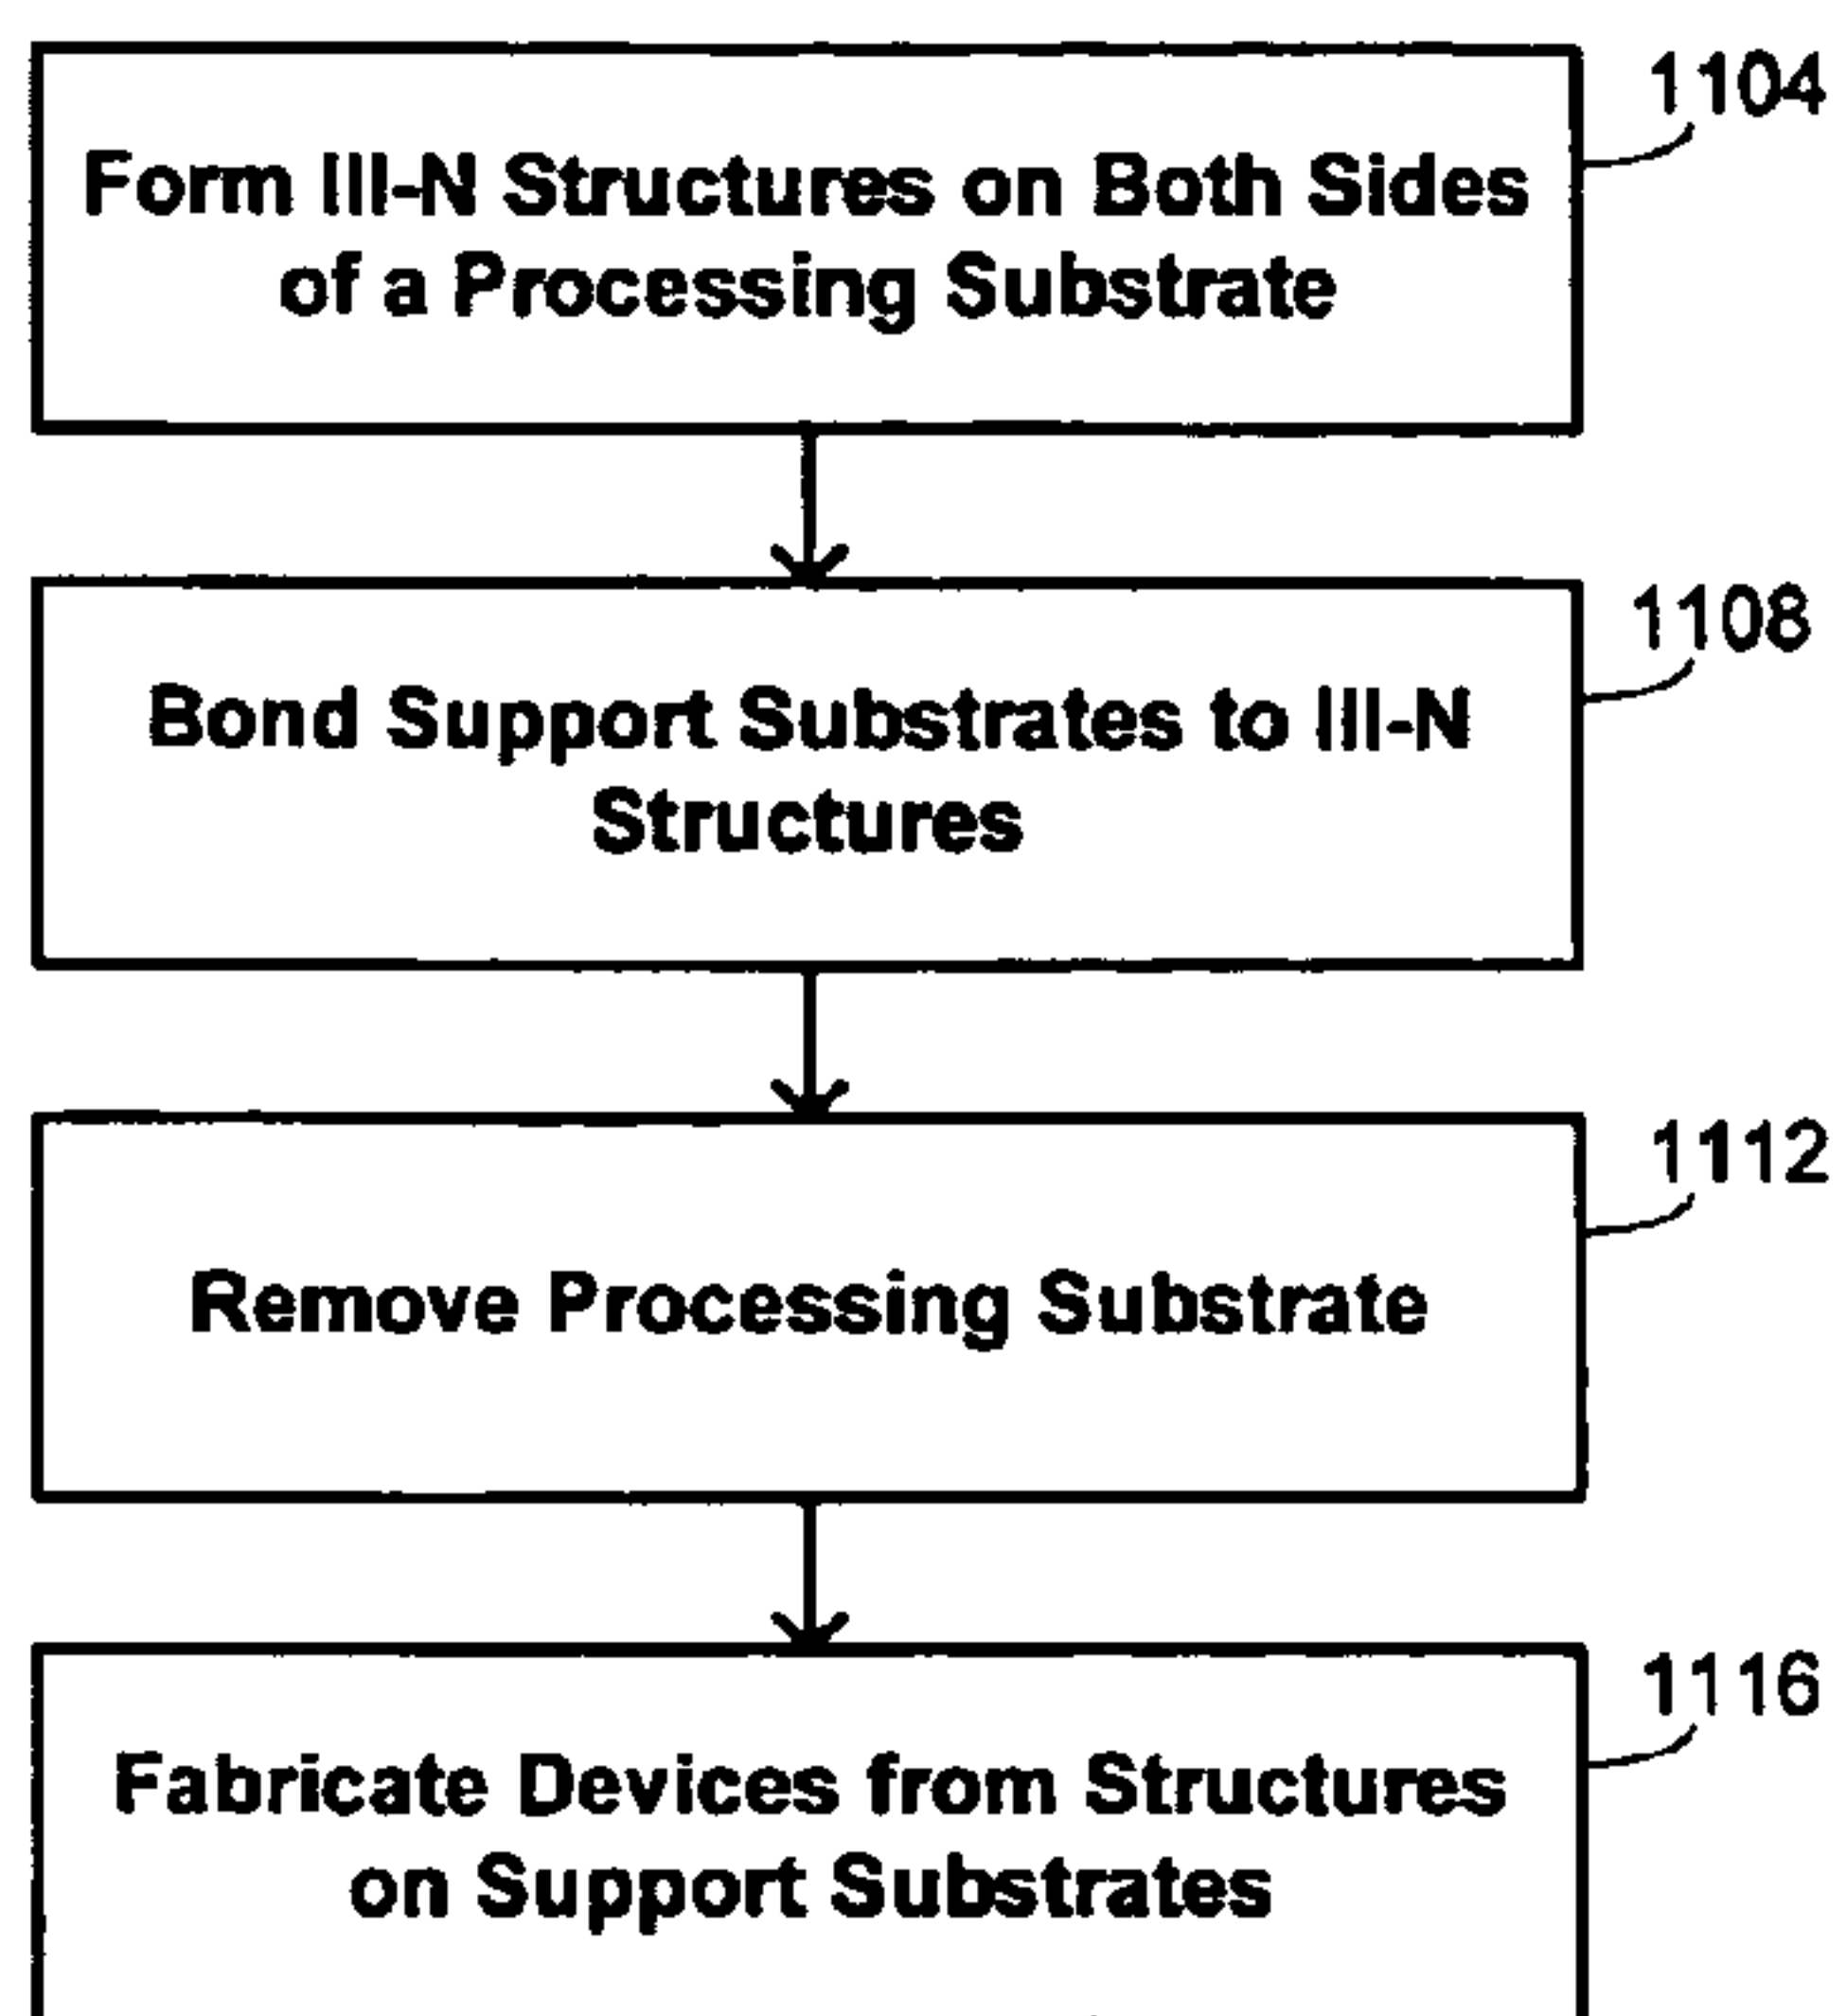 1104
Form III-N Structures on Both Sides
of a Processing Substrate
1108
Bond Support Substrates to III-N
Structures
1112
Remove Processing Substrate
1116
Fabricate Devices from Structures
on Support Substrates